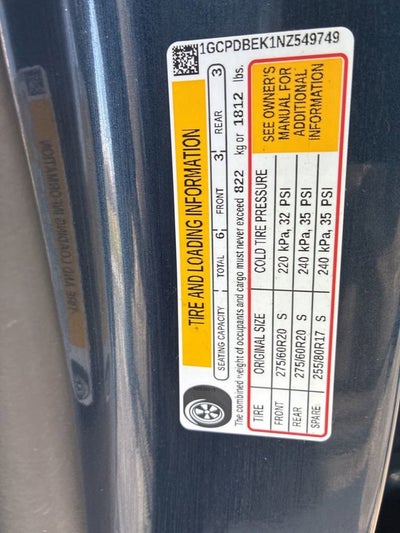 1GCPDBEK1NZ549749
TIRE AND LOADING INFORMATION
SEATING CAPACITY TOTAL 6 FRONT 3 REAR 3
The combined weight of occupants and cargo must never exceed 822 kg or 1812 lbs.
TIRE ORIGINAL SIZE COLD TIRE PRESSURE
FRONT 275/60R20 S 220 kPa, 32 PSI
REAR 275/60R20 S 240 kPa, 35 PSI
SPARE 255/80R17 S 240 kPa, 35 PSI
SEE OWNER'S
MANUAL FOR
ADDITIONAL
INFORMATION